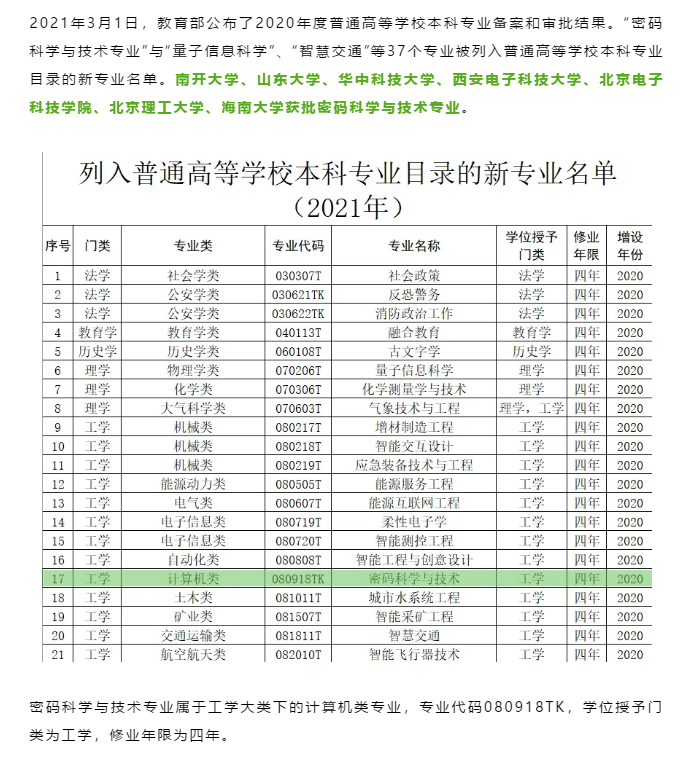 2021年3月1日，教育部公布了2020年度普通高等学校本科专业备案和审批结果。“密码
科学与技术专业”与“量子信息科学”、“智慧交通”等37个专业被列入普通高等学校本科专业
目录的新专业名单。南开大学、山东大学、华中科技大学、西安电子科技大学、北京电子
科技学院、北京理工大学、海南大学获批密码科学与技术专业。
列入普通高等学校本科专业目录的新专业名单
（2021年）
序号 门类 专业类 专业代码 专业名称 学位授予门类 修业年限 增设年份
1 法学 社会学类 030307T 社会政策 法学 四年 2020
2 法学 公安学类 030621TK 反恐警务 法学 四年 2020
3 法学 公安学类 030622TK 消防政治工作 法学 四年 2020
4 教育学 教育学类 040113T 融合教育 教育学 四年 2020
5 历史学 历史学类 060108T 古文字学 历史学 四年 2020
6 理学 物理学类 070206T 量子信息科学 理学 四年 2020
7 理学 化学类 070306T 化学测量学与技术 理学 四年 2020
8 理学 大气科学类 070603T 气象技术与工程 理学，工学 四年 2020
9 工学 机械类 080217T 增材制造工程 工学 四年 2020
10 工学 机械类 080218T 智能交互设计 工学 四年 2020
11 工学 机械类 080219T 应急装备技术与工程 工学 四年 2020
12 工学 能源动力类 080505T 能源服务工程 工学 四年 2020
13 工学 电气类 080607T 能源互联网工程 工学 四年 2020
14 工学 电子信息类 080719T 柔性电子学 工学 四年 2020
15 工学 电子信息类 080720T 智能测控工程 工学 四年 2020
16 工学 自动化类 080808T 智能工程与创意设计 工学 四年 2020
17 工学 计算机类 080918TK 密码科学与技术 工学 四年 2020
18 工学 土木类 081011T 城市水系统工程 工学 四年 2020
19 工学 矿业类 081507T 智能采矿工程 工学 四年 2020
20 工学 交通运输类 081811T 智慧交通 工学 四年 2020
21 工学 航空航天类 082010T 智能飞行器技术 工学 四年 2020
密码科学与技术专业属于工学大类下的计算机类专业，专业代码080918TK，学位授予门
类为工学，修业年限为四年。